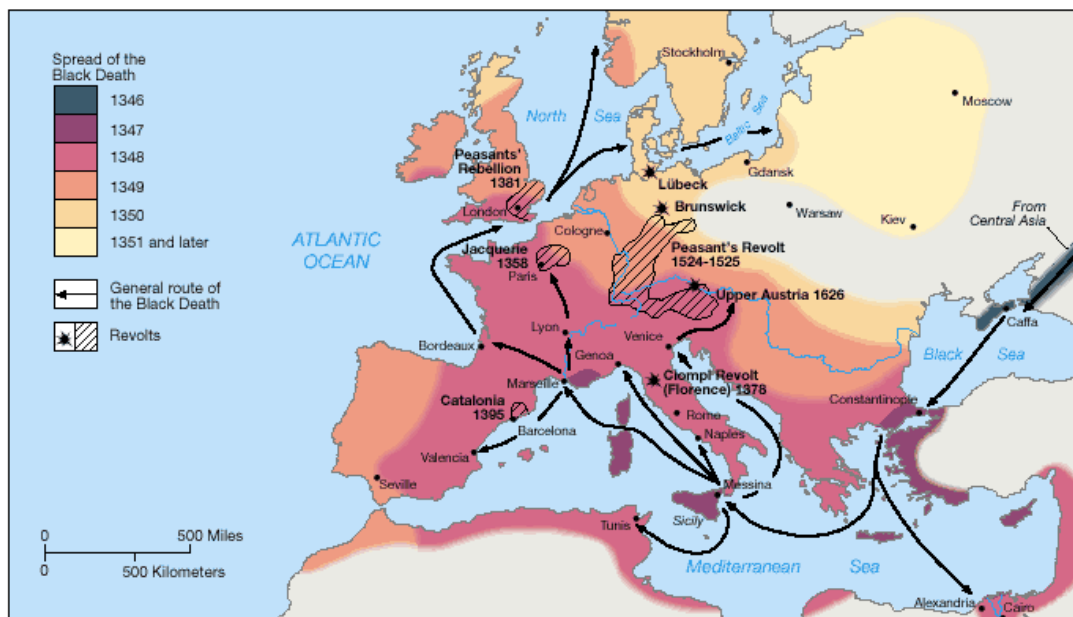 Spread of the
Black Death
1346
1347
1348
1349
1350
1351 and later
General route of
the Black Death
Revolts
0 500 Miles
0 500 Kilometers
ATLANTIC
OCEAN
North Sea
Baltic Sea
Stockholm
Moscow
Peasants'
Rebellion
1381
London
Lübeck
Gdansk
Brunswick
Warsaw
Kiev
From
Central Asia
Cologne
Jacquerie
1358
Paris
Peasant's Revolt
1524-1525
Upper Austria 1626
Caffa
Black Sea
Lyon
Venice
Bordeaux
Genoa
Marseille
Ciompi Revolt
(Florence) 1378
Constantinople
Catalonia
1395
Barcelona
Rome
Naples
Valencia
Seville
Messina
Sicily
Tunis
Mediterranean Sea
Alexandria
Cairo